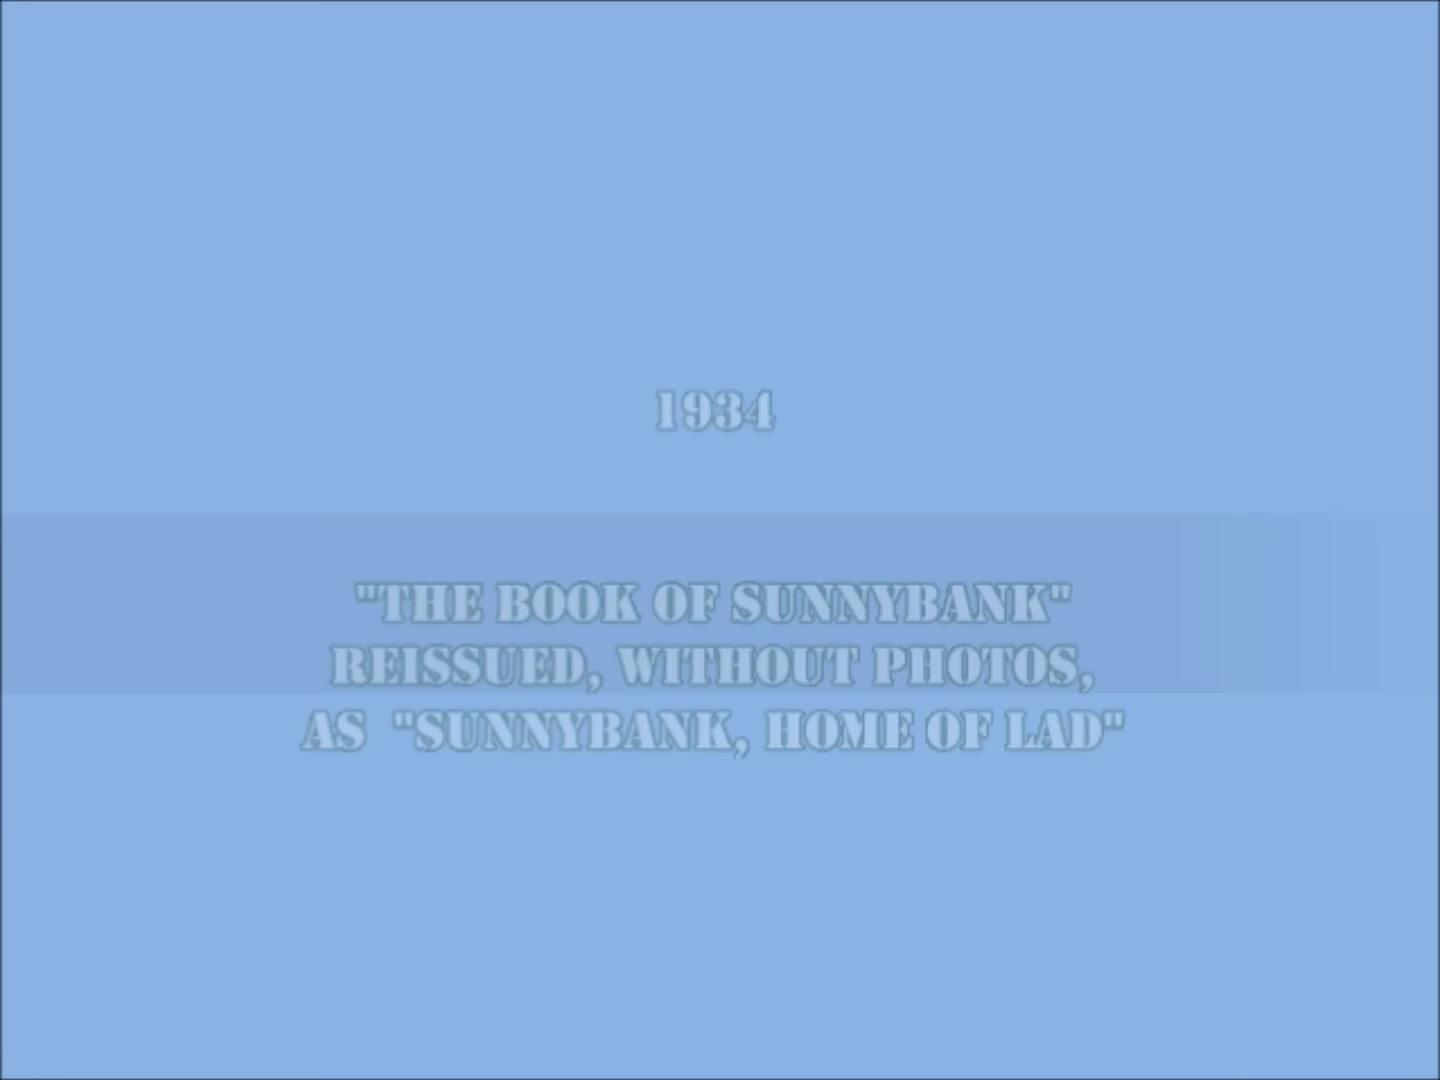 1934
"THE BOOK OF SUNNYBANK"
REISSUED, WITHOUT PHOTOS,
AS "SUNNYBANK, HOME OF LAD"